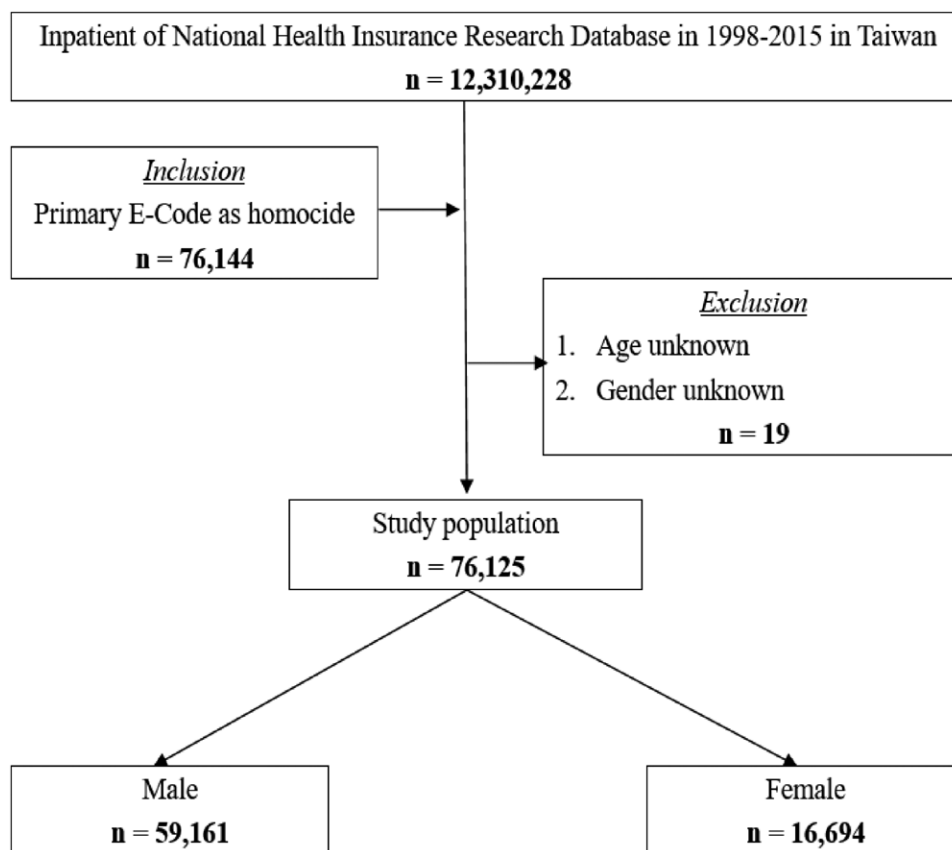 Inpatient of National Health Insurance Research Database in 1998-2015 in Taiwan
n = 12,310,228
Inclusion
Primary E-Code as homocide
n = 76,144
Exclusion
1. Age unknown
2. Gender unknown
n = 19
Study population
n = 76,125
Male
n = 59,161
Female
n = 16,694